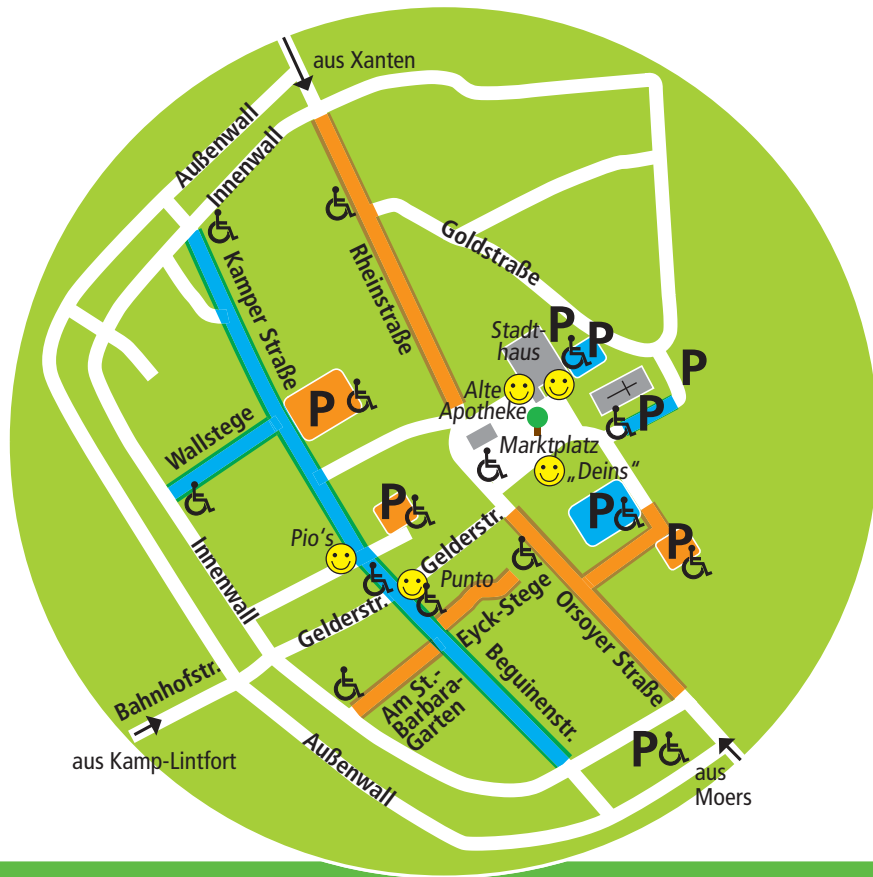 aus Xanten
Außenwall
Innenwall
Kamper Straße
Rheinstraße
Goldstraße
Stadt-
haus
P
P
P
Alte
Apotheke
P
P
Wallstege
Marktplatz
„Deins“
P
P
P
Pio‘s
Gelderstr.
Punto
Innenwall
Gelderstr.
Eyck-Stege
Orsoyer Straße
Bahnhofstr.
Am St.-
Barbara-
Garten
Beguinenstr.
aus Kamp-Lintfort
Außenwall
P
aus
Moers